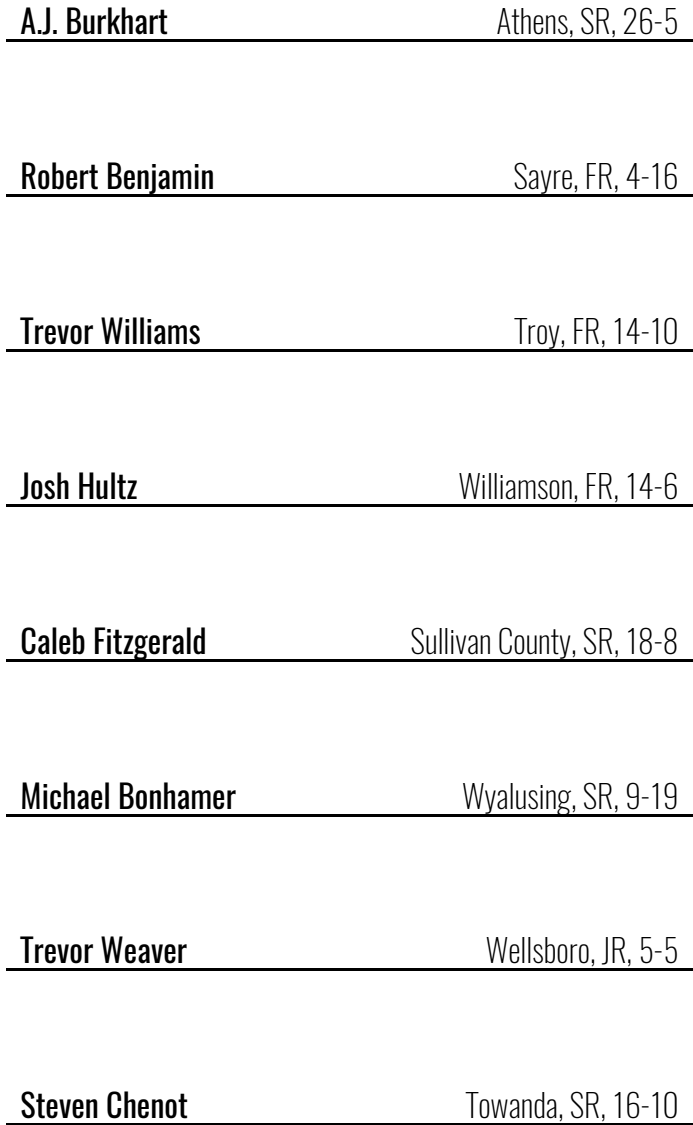 A.J. Burkhart Athens, SR, 26-5
Robert Benjamin Sayre, FR, 4-16
Trevor Williams Troy, FR, 14-10
Josh Hultz Williamson, FR, 14-6
Caleb Fitzgerald Sullivan County, SR, 18-8
Michael Bonhamer Wyalusing, SR, 9-19
Trevor Weaver Wellsboro, JR, 5-5
Steven Chenot Towanda, SR, 16-10